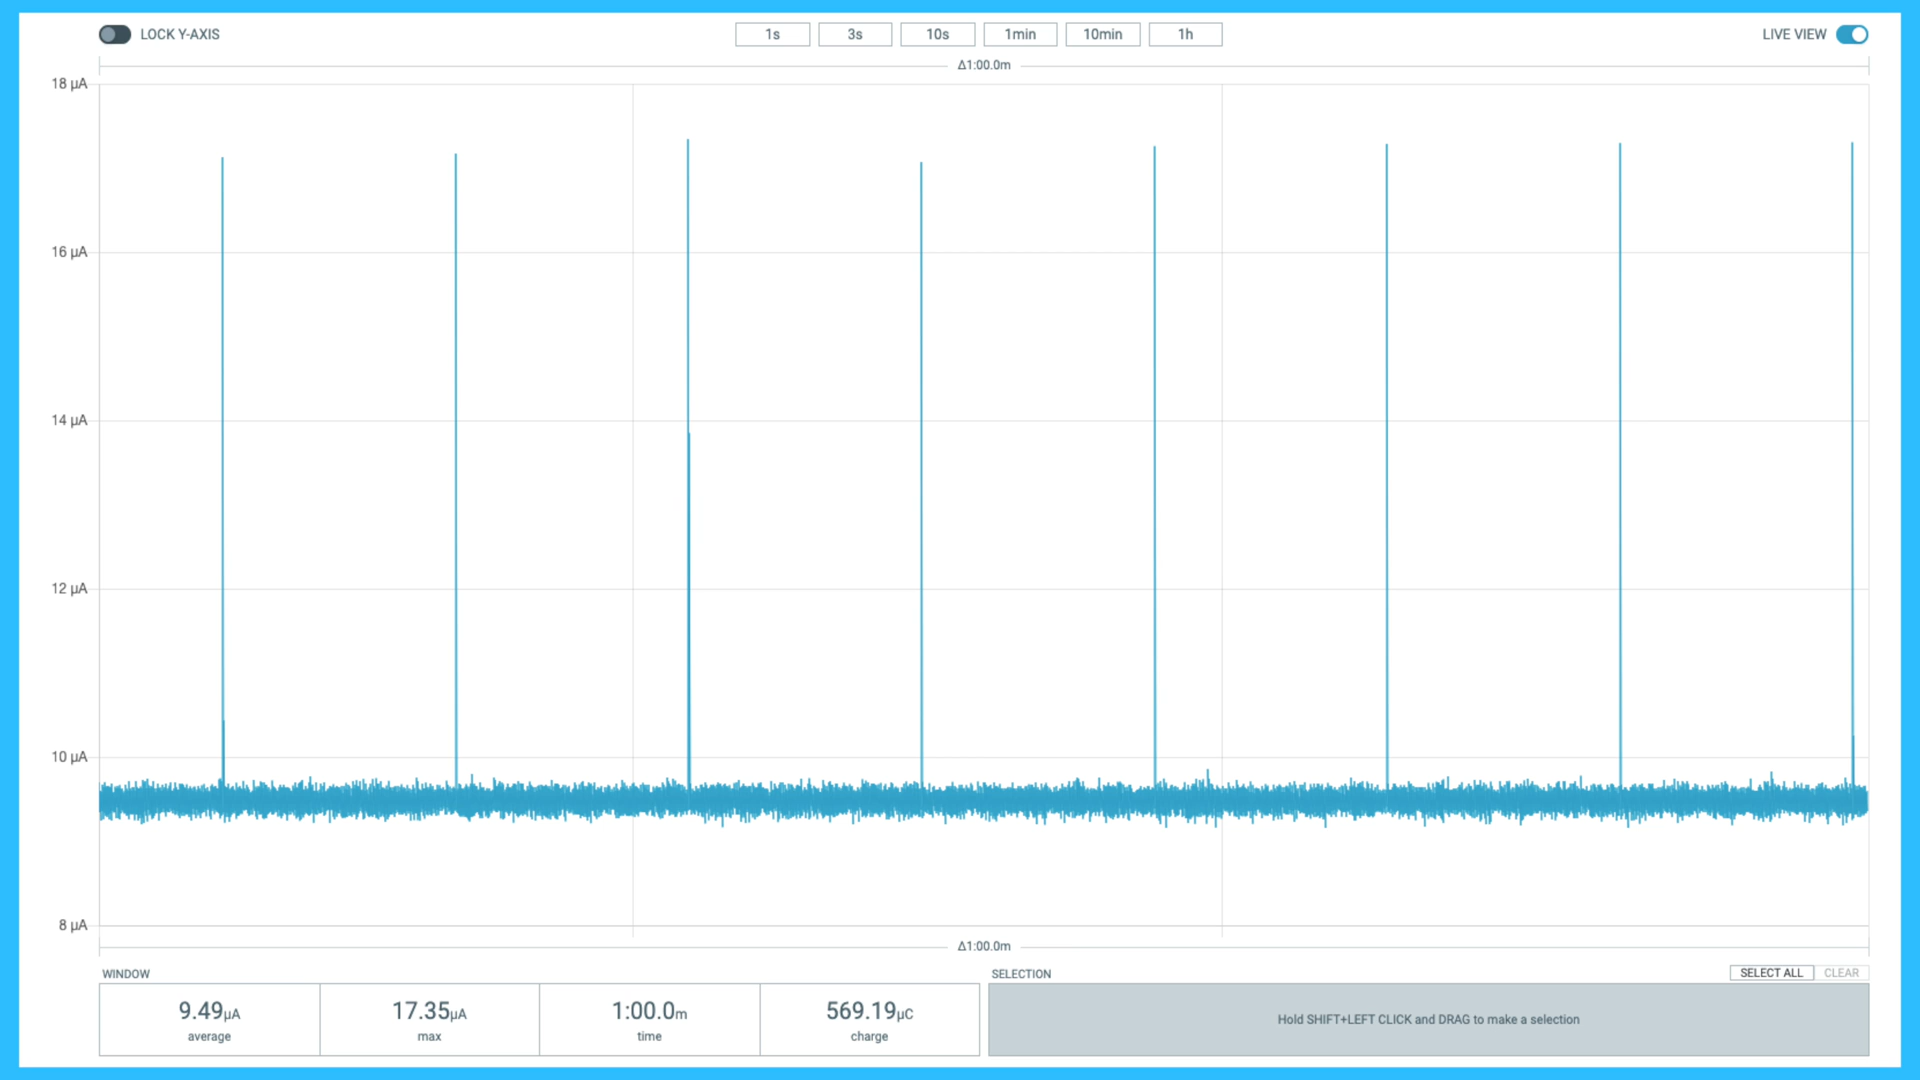 LOCK Y-AXIS
1s 3s 10s 1min 10min 1h
LIVE VIEW
Δ1:00.0m
18 µA
16 µA
14 µA
12 µA
10 µA
8 µA
Δ1:00.0m
WINDOW
9.49µA
average
17.35µA
max
1:00.0m
time
569.19µC
charge
SELECTION
SELECT ALL CLEAR
Hold SHIFT+LEFT CLICK and DRAG to make a selection